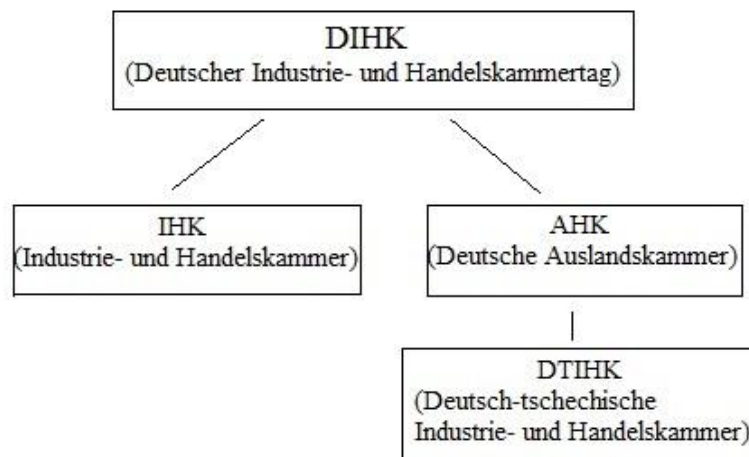 DIHK
(Deutscher Industrie- und Handelskammertag)
IHK
(Industrie- und Handelskammer)
AHK
(Deutsche Auslandskammer)
DTIHK
(Deutsch-tschechische
Industrie- und Handelskammer)